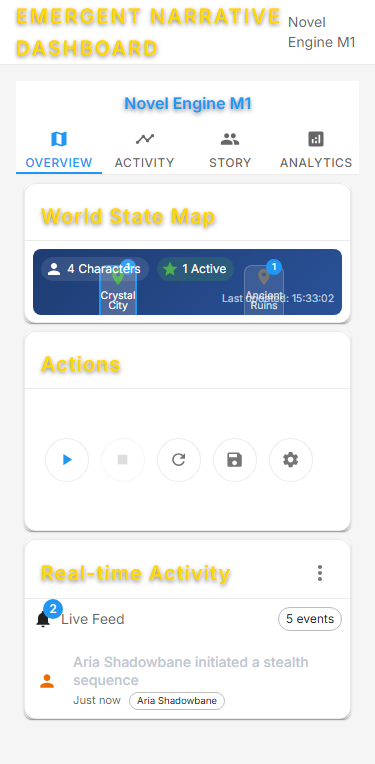 EMERGENT NARRATIVE
DASHBOARD
Novel
Engine M1
Novel Engine M1
OVERVIEW
ACTIVITY
STORY
ANALYTICS
World State Map
4 Characters
1 Active
1
1
Crystal
City
Ancient
Ruins
Last updated: 15:33:02
Actions
Real-time Activity
2
Live Feed
5 events
Aria Shadowbane initiated a stealth
sequence
Just now
Aria Shadowbane